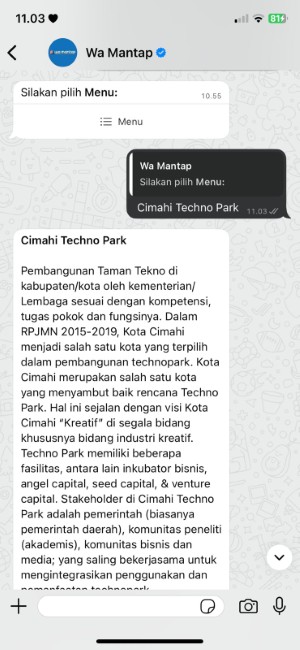 11.03
81
Wa Mantap
Silakan pilih Menu:
10.55
Menu
Wa Mantap
Silakan pilih Menu:
Cimahi Techno Park
11.03
Cimahi Techno Park
Pembangunan Taman Tekno di
kabupaten/kota oleh kementerian/
Lembaga sesuai dengan kompetensi,
tugas pokok dan fungsinya. Dalam
RPJMN 2015-2019, Kota Cimahi
menjadi salah satu kota yang terpilih
dalam pembangunan technopark. Kota
Cimahi merupakan salah satu kota
yang menyambut baik rencana Techno
Park. Hal ini sejalan dengan visi Kota
Cimahi “Kreatif” di segala bidang
khususnya bidang industri kreatif.
Techno Park memiliki beberapa
fasilitas, antara lain inkubator bisnis,
angel capital, seed capital, & venture
capital. Stakeholder di Cimahi Techno
Park adalah pemerintah (biasanya
pemerintah daerah), komunitas peneliti
(akademis), komunitas bisnis dan
media; yang saling bekerjasama untuk
mengintegrasikan penggunakan dan